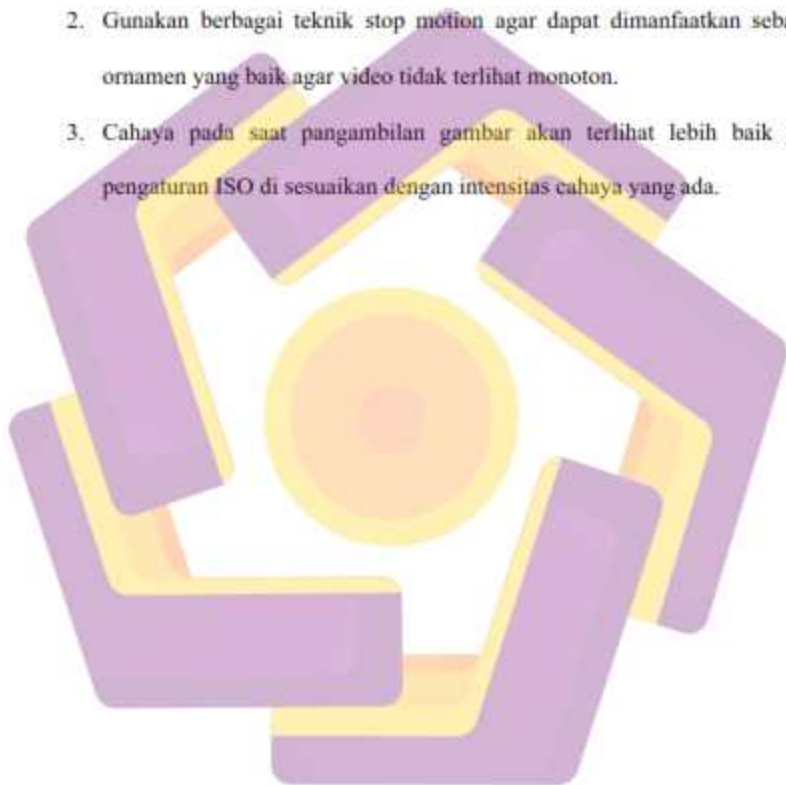 2. Gunakan berbagai teknik stop motion agar dapat dimanfaatkan
ornamen yang baik agar video tidak terlihat monoton.
3. Cahaya pada saat pangambilan gambar akan terlihat lebih baik
pengaturan ISO di sesuaikan dengan intensitas cahaya yang ada.